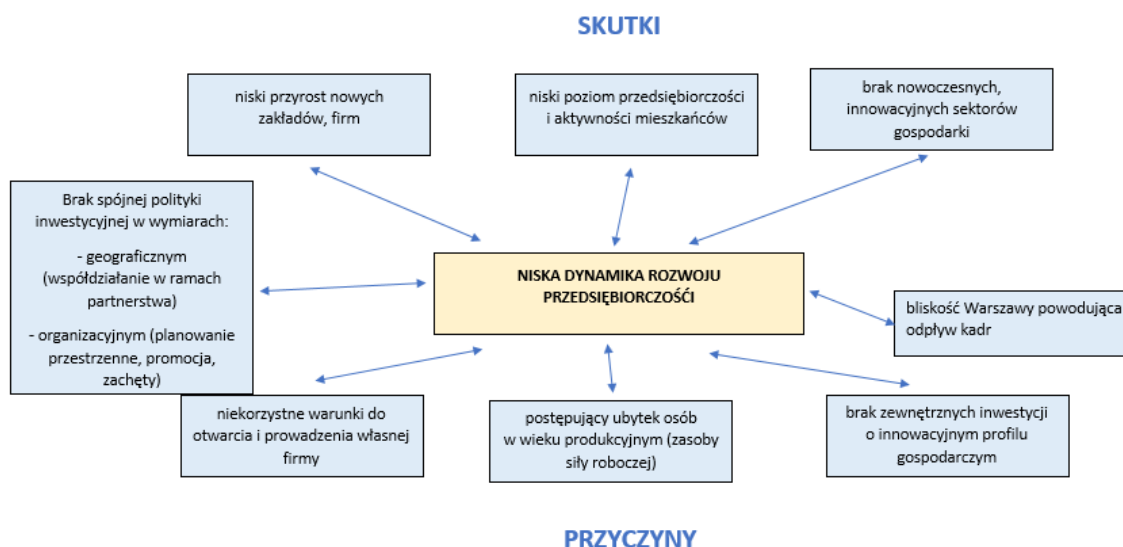 SKUTKI
niski przyrost nowych
zakładów, firm
niski poziom przedsiębiorczości
i aktywności mieszkańców
brak nowoczesnych,
innowacyjnych sektorów
gospodarki
Brak spójnej polityki
inwestycyjnej w wymiarach:
- geograficznym
(współdziałanie w ramach
partnerstwa)
- organizacyjnym (planowanie
przestrzenne, promocja,
zachęty)
NISKA DYNAMIKA ROZWOJU
PRZEDSIĘBIORCZOŚĆI
bliskość Warszawy powodująca
odpływ kadr
niekorzystne warunki do
otwarcia i prowadzenia własnej
firmy
postępujący ubytek osób
w wieku produkcyjnym (zasoby
siły roboczej)
brak zewnętrznych inwestycji
o innowacyjnym profilu
gospodarczym
PRZYCZYNY